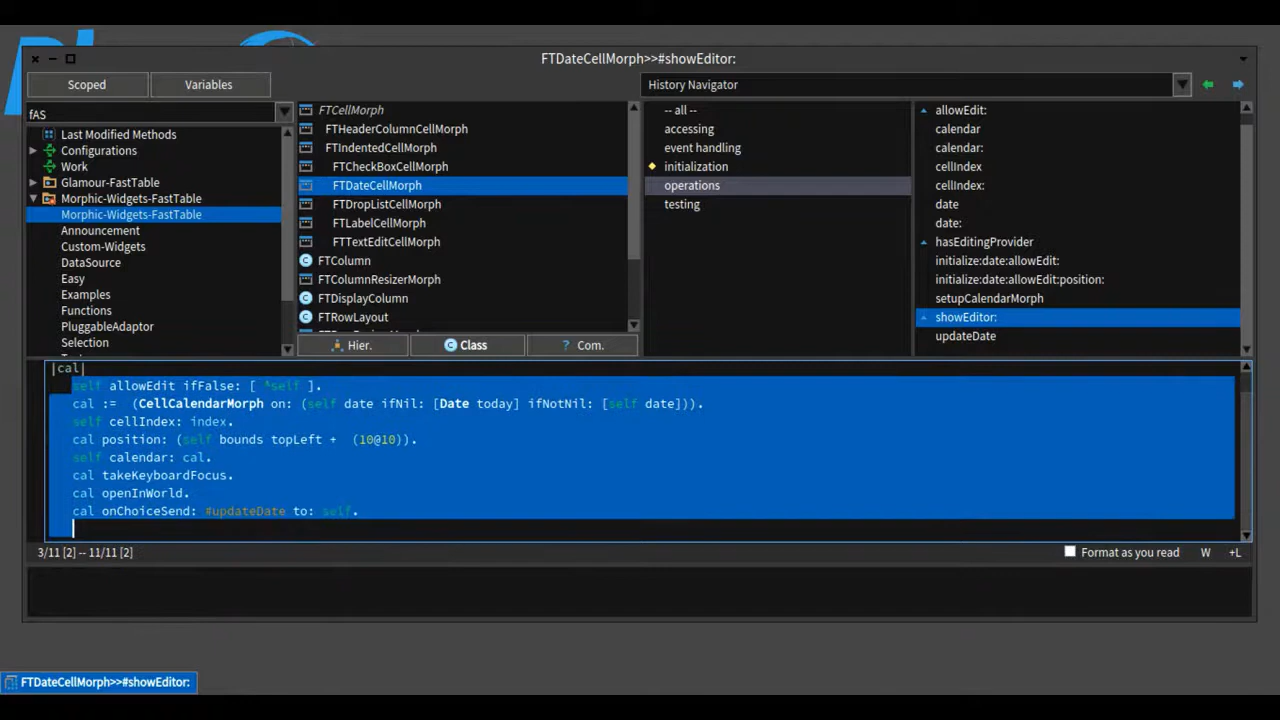 FTDateCellMorph>>#showEditor:
Scoped
Variables
History Navigator
fAS
Last Modified Methods
Configurations
Work
Glamour-FastTable
Morphic-Widgets-FastTable
Morphic-Widgets-FastTable
Announcement
Custom-Widgets
DataSource
Easy
Examples
Functions
PluggableAdaptor
Selection
FTCellMorph
FTHeaderColumnCellMorph
FTIndentedCellMorph
FTCheckBoxCellMorph
FTDateCellMorph
FTDropListCellMorph
FTLabelCellMorph
FTTextEditCellMorph
FTColumn
FTColumnResizerMorph
FTDisplayColumn
FTRowLayout
Hier.
Class
? Com.
-- all --
accessing
event handling
initialization
operations
testing
allowEdit:
calendar
calendar:
cellIndex
cellIndex:
date
date:
hasEditingProvider
initialize:date:allowEdit:
initialize:date:allowEdit:position:
setupCalendarMorph
showEditor:
updateDate
|cal|
self allowEdit ifFalse: [ ^self ].
cal := (CellCalendarMorph on: (self date ifNil: [Date today] ifNotNil: [self date])).
self cellIndex: index.
cal position: (self bounds topLeft + (10@10)).
self calendar: cal.
cal takeKeyboardFocus.
cal openInWorld.
cal onChoiceSend: #updateDate to: self.
3/11 [2] -- 11/11 [2]
Format as you read
W
+L
FTDateCellMorph>>#showEditor: